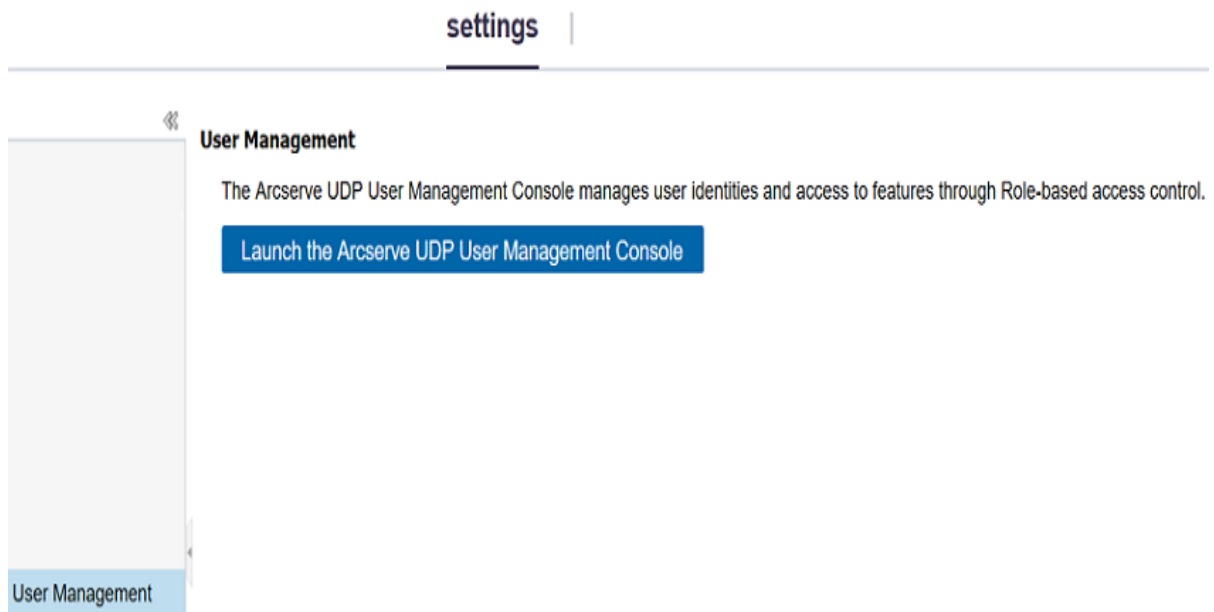 settings
User Management
The Arcserve UDP User Management Console manages user identities and access to features through Role-based access control.
Launch the Arcserve UDP User Management Console
User Management